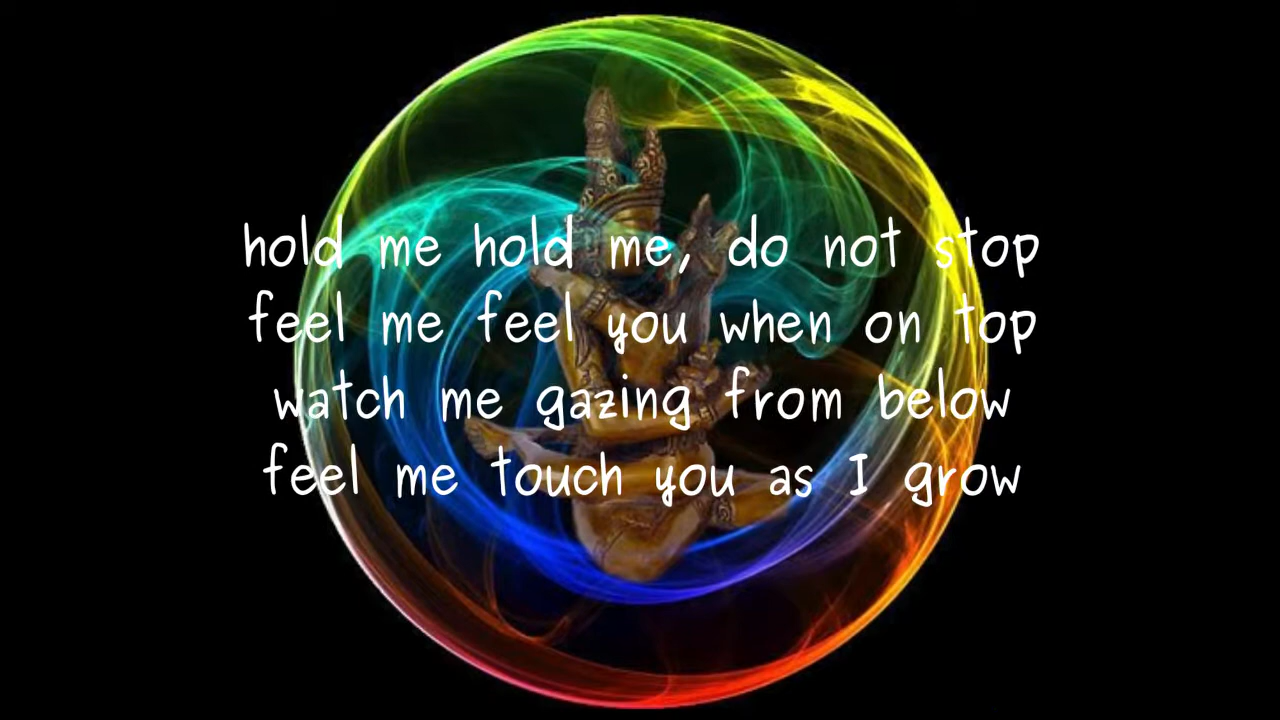 hold me hold me, do not stop
feel me feel you when on top
watch me gazing from below
feel me touch you as I grow